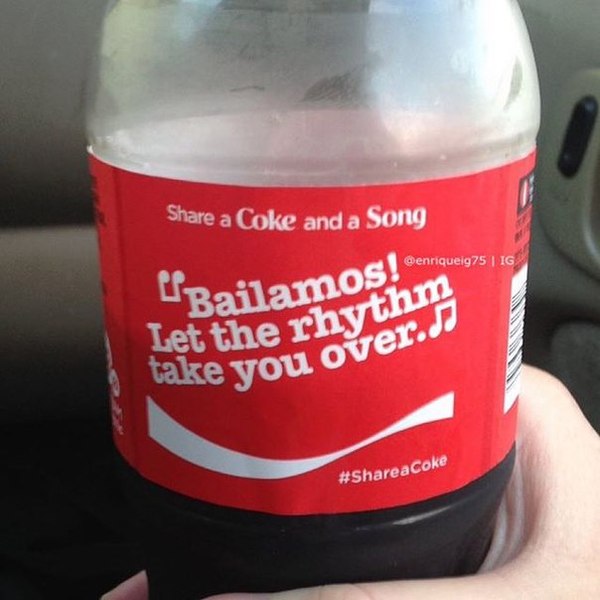 Share a Coke and a Song
@enriqueig75 | IG
“Bailamos!
Let the rhythm
take you over.♫
#ShareaCoke